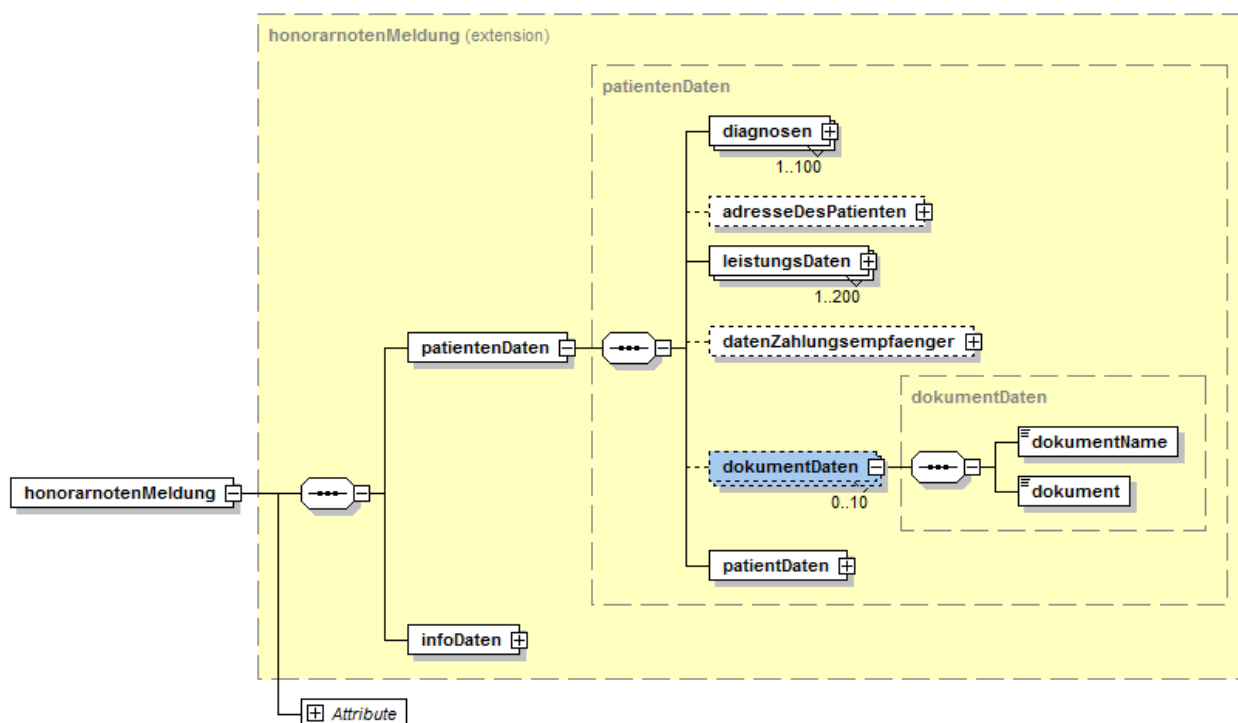 honorarnotenMeldung (extension)
patientenDaten
diagnosen
1..100
adresseDesPatienten
leistungsDaten
1..200
datenZahlungsempfaenger
patientenDaten
dokumentDaten
dokumentName
dokumentDaten
0..10
dokument
honorarnotenMeldung
patientDaten
infoDaten
Attribute